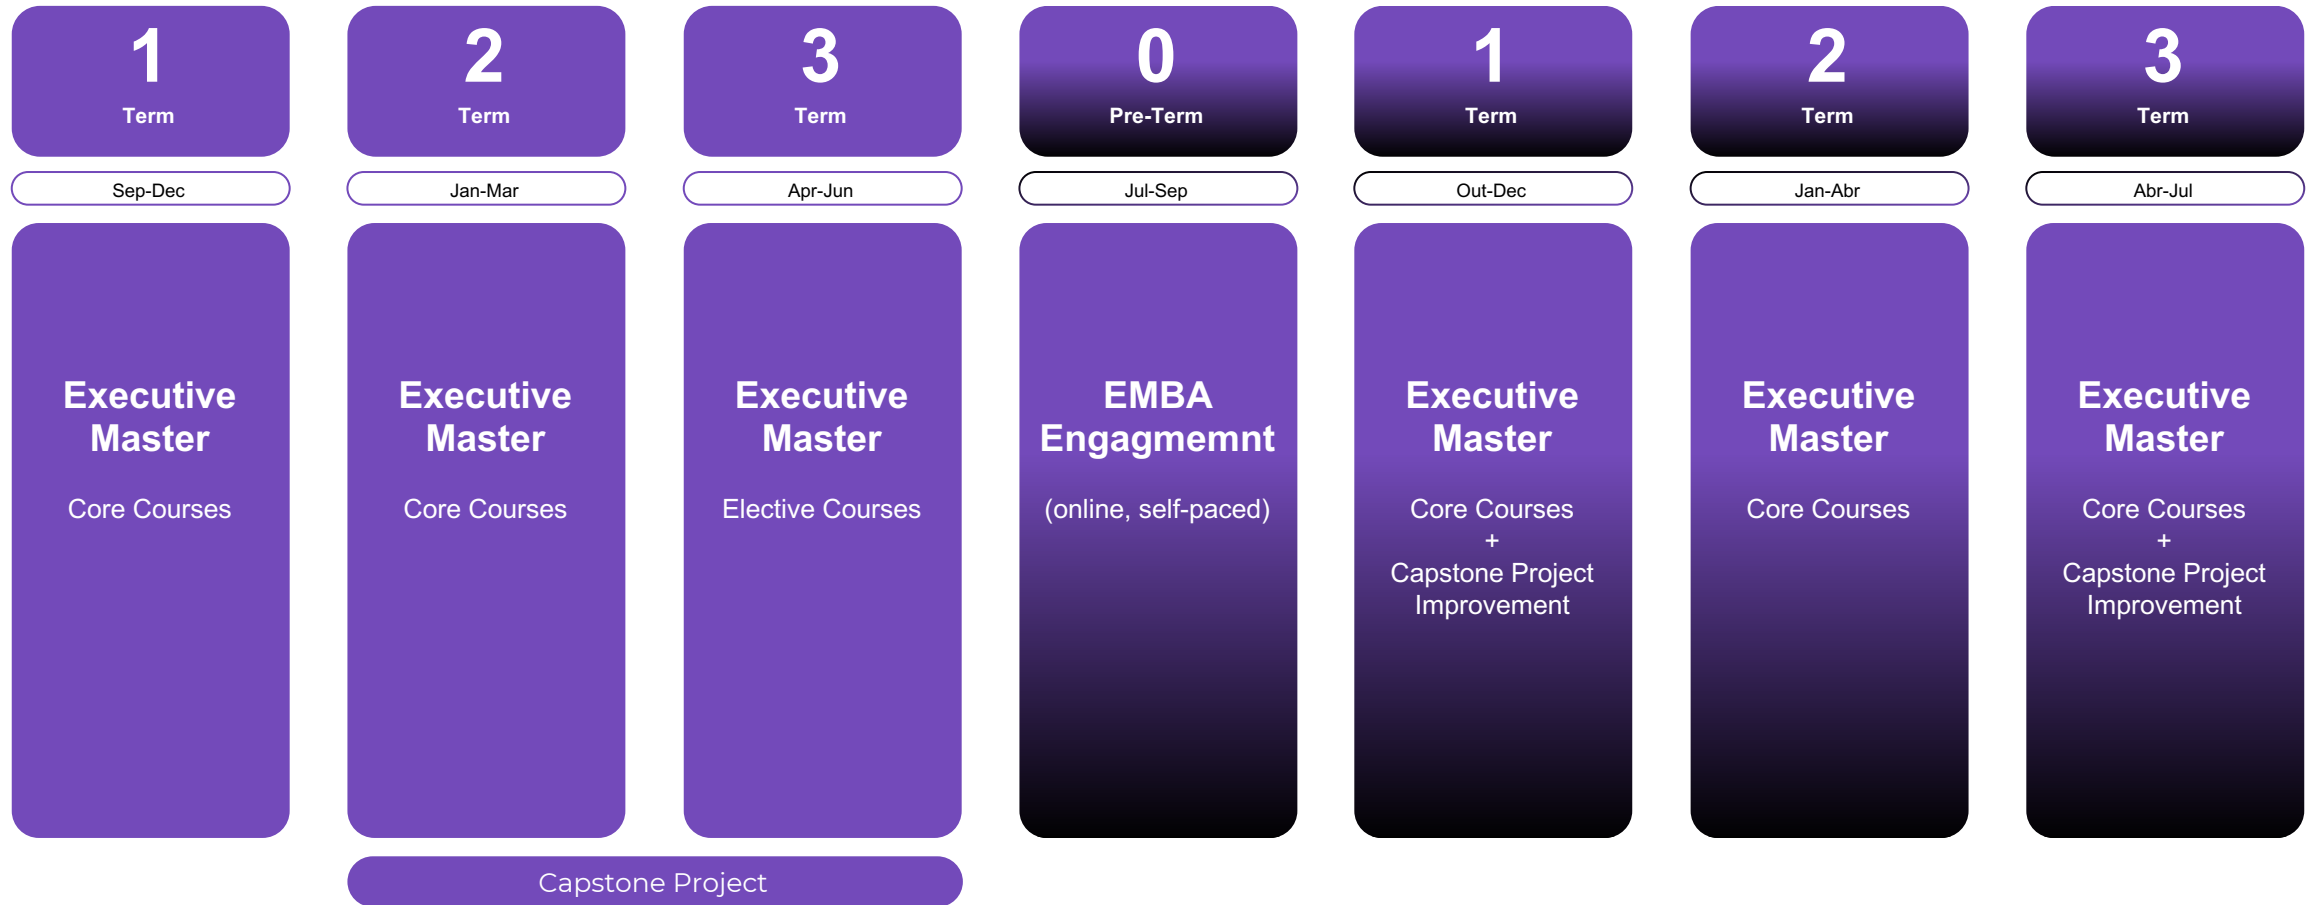 1
Term
Sep-Dec
Executive
Master
Core Courses
2
Term
Jan-Mar
Executive
Master
Core Courses
3
Term
Apr-Jun
Executive
Master
Elective Courses
Capstone Project
0
Pre-Term
Jul-Sep
EMBA
Engagmemnt
(online, self-paced)
1
Term
Out-Dec
Executive
Master
Core Courses
+
Capstone Project
Improvement
2
Term
Jan-Abr
Executive
Master
Core Courses
3
Term
Abr-Jul
Executive
Master
Core Courses
+
Capstone Project
Improvement